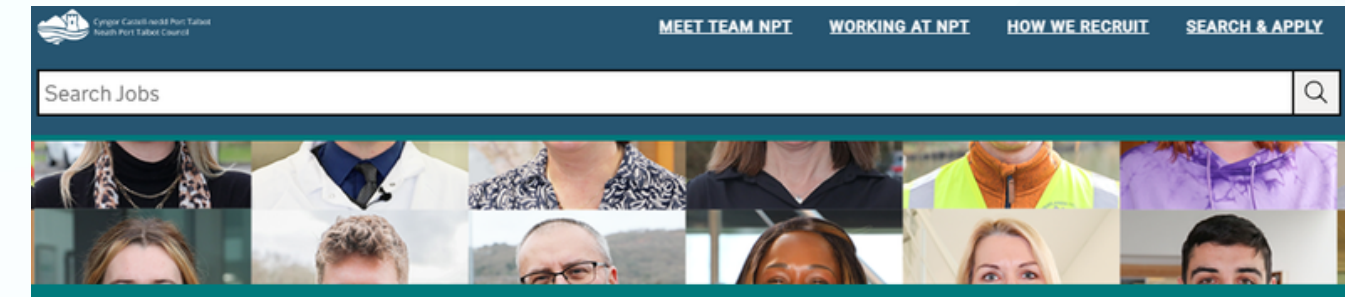 Cyngor Castell-nedd Port Talbot
Neath Port Talbot Council
MEET TEAM NPT WORKING AT NPT HOW WE RECRUIT SEARCH & APPLY
Search Jobs